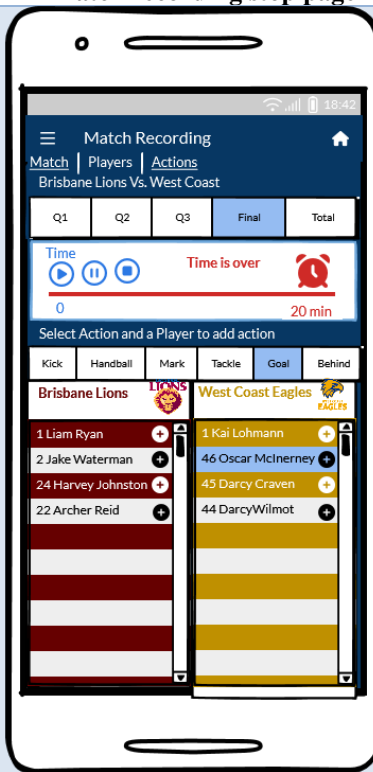 18:42
Match Recording
Match Players Actions
Brisbane Lions Vs. West Coast
Q1 Q2 Q3 Final Total
Time
Time is over
0 20 min
Select Action and a Player to add action
Kick Handball Mark Tackle Goal Behind
Brisbane Lions LIONS West Coast Eagles EAGLES
1 Liam Ryan
2 Jake Waterman
24 Harvey Johnston
22 Archer Reid
1 Kai Lohmann
46 Oscar McInerney
45 Darcy Craven
44 DarcyWilmot